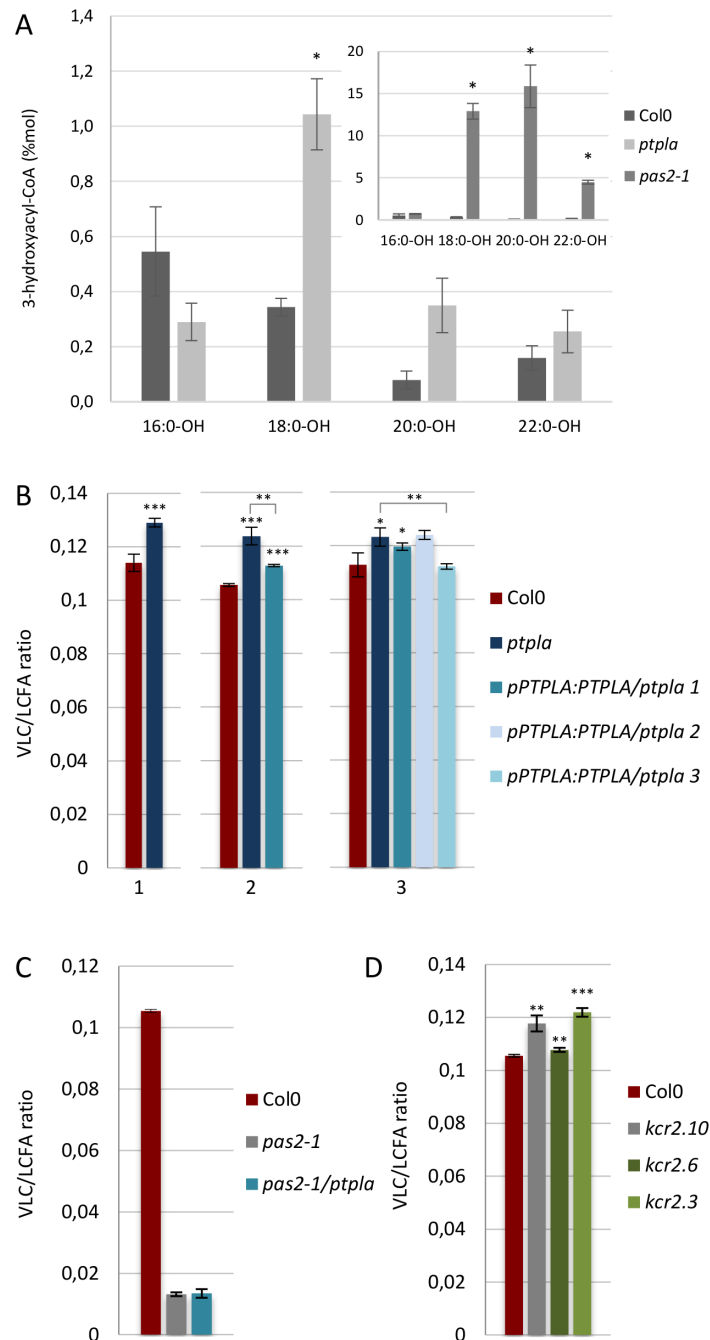 A
3-hydroxyacyl-CoA (%mol)
1,4
1,2
1,0
0,8
0,6
0,4
0,2
0,0
*
16:0-OH 18:0-OH 20:0-OH 22:0-OH
20
15
10
5
0
* * *
16:0-OH 18:0-OH 20:0-OH 22:0-OH
Col0
ptpla
pas2-1
B
VLC/LCFA ratio
0,14
0,12
0,1
0,08
0,06
0,04
0,02
0
***
**
*** ***
**
* *
1 2 3
Col0
ptpla
pPTPLA:PTPLA/ptpla 1
pPTPLA:PTPLA/ptpla 2
pPTPLA:PTPLA/ptpla 3
C
VLC/LCFA ratio
0,12
0,1
0,08
0,06
0,04
0,02
0
Col0
pas2-1
pas2-1/ptpla
D
VLC/LCFA ratio
0,14
0,12
0,1
0,08
0,06
0,04
0,02
0
** ** ***
Col0
kcr2.10
kcr2.6
kcr2.3